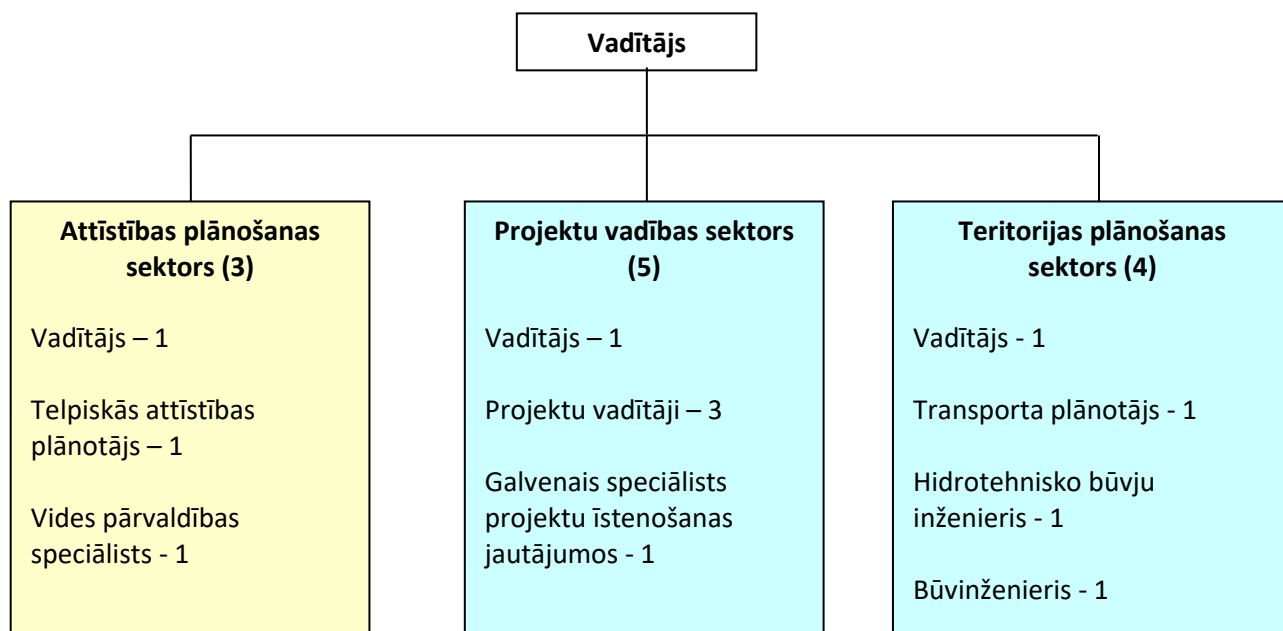 Vadītājs
Attīstības plānošanas
sektors (3)
Vadītājs – 1
Telpiskās attīstības
plānotājs – 1
Vides pārvaldības
speciālists - 1
Projektu vadības sektors
(5)
Vadītājs – 1
Projektu vadītāji – 3
Galvenais speciālists
projektu īstenošanas
jautājumos - 1
Teritorijas plānošanas
sektors (4)
Vadītājs - 1
Transporta plānotājs - 1
Hidrotehnisko būvju
inženieris - 1
Būvinženieris - 1